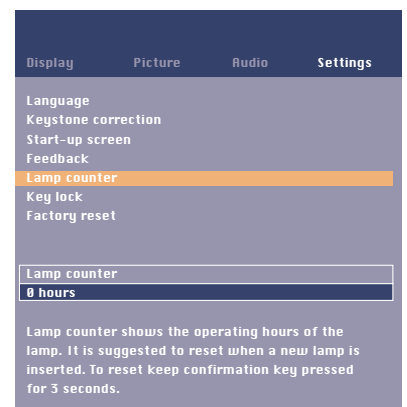 Display Picture Audio Settings
Language
Keystone correction
Start-up screen
Feedback
Lamp counter
Key lock
Factory reset
Lamp counter
0 hours
Lamp counter shows the operating hours of the
lamp. It is suggested to reset when a new lamp is
inserted. To reset keep confirmation key pressed
for 3 seconds.